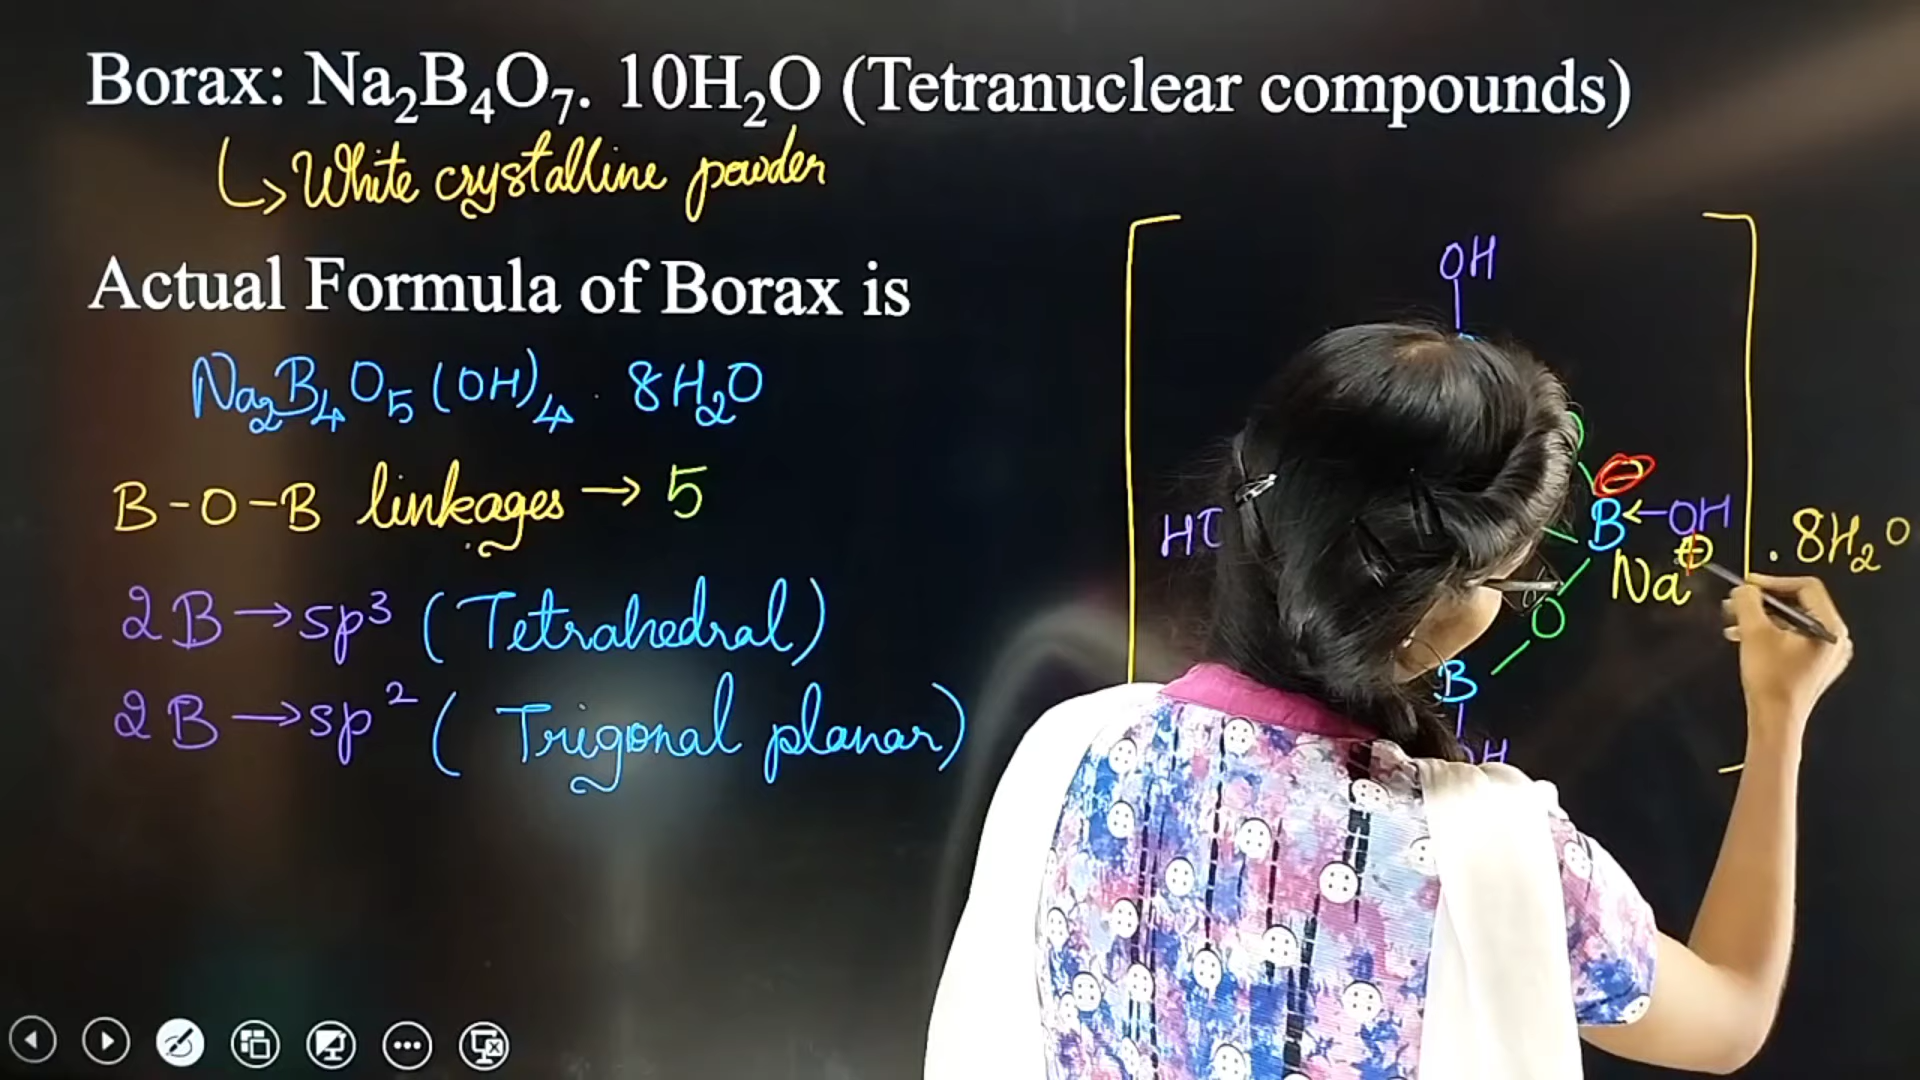 Borax: Na₂B₄O₇. 10H₂O (Tetranuclear compounds)
White crystalline powder
Actual Formula of Borax is
Na₂B₄O₅(OH)₄ · 8H₂O
B-O-B linkages → 5
2B → sp³ (Tetrahedral)
2B → sp² (Trigonal planar)
OH
⊖
B ← OH
Na⊕
. 8H₂O
O
B
OH